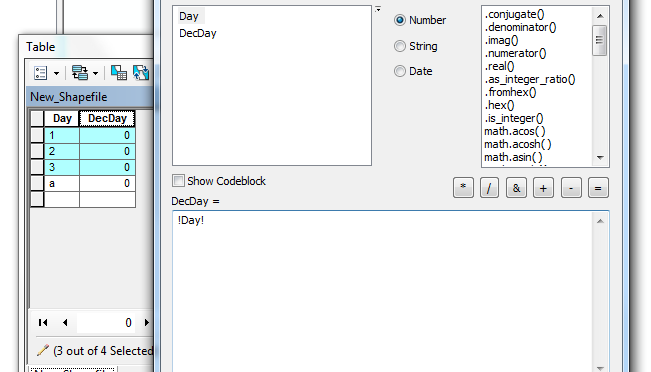 Table
New_Shapefile
Day DecDay
1 0
2 0
3 0
a 0
0
(3 out of 4 Selected
Day
DecDay
Number
String
Date
.conjugate()
.denominator()
.imag()
.numerator()
.real()
.as_integer_ratio()
.fromhex()
.hex()
.is_integer()
math.acos( )
math.acosh( )
math.asin( )
Show Codeblock
* / & + - =
DecDay =
!Day!